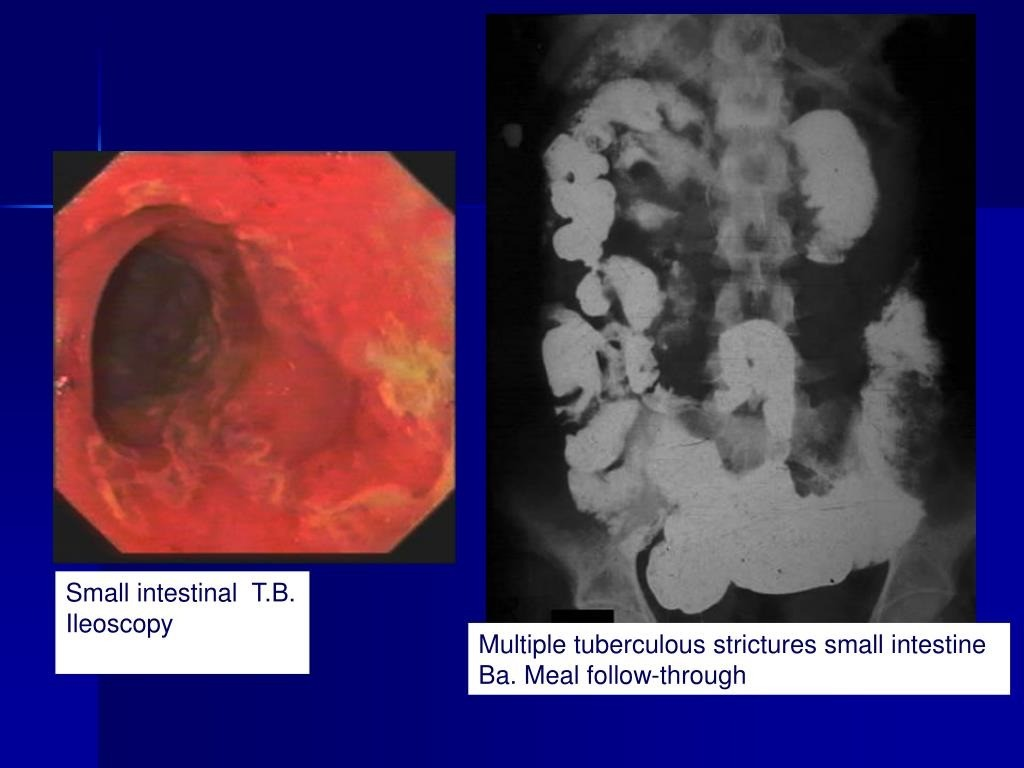 Small intestinal  T.B.
Ileoscopy
Multiple tuberculous strictures small intestine
Ba. Meal follow-through